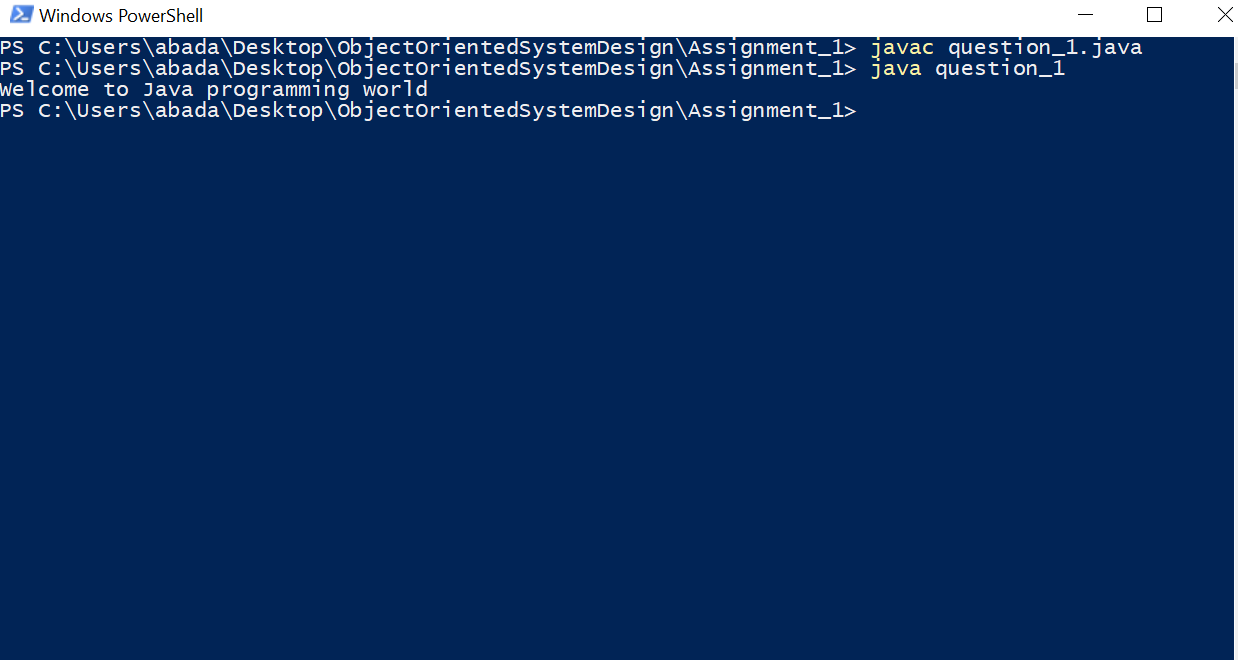 Windows PowerShell
PS C:\Users\abada\Desktop\ObjectOrientedSystemDesign\Assignment_1> javac question_1.java
PS C:\Users\abada\Desktop\ObjectOrientedSystemDesign\Assignment_1> java question_1
Welcome to Java programming world
PS C:\Users\abada\Desktop\ObjectOrientedSystemDesign\Assignment_1>